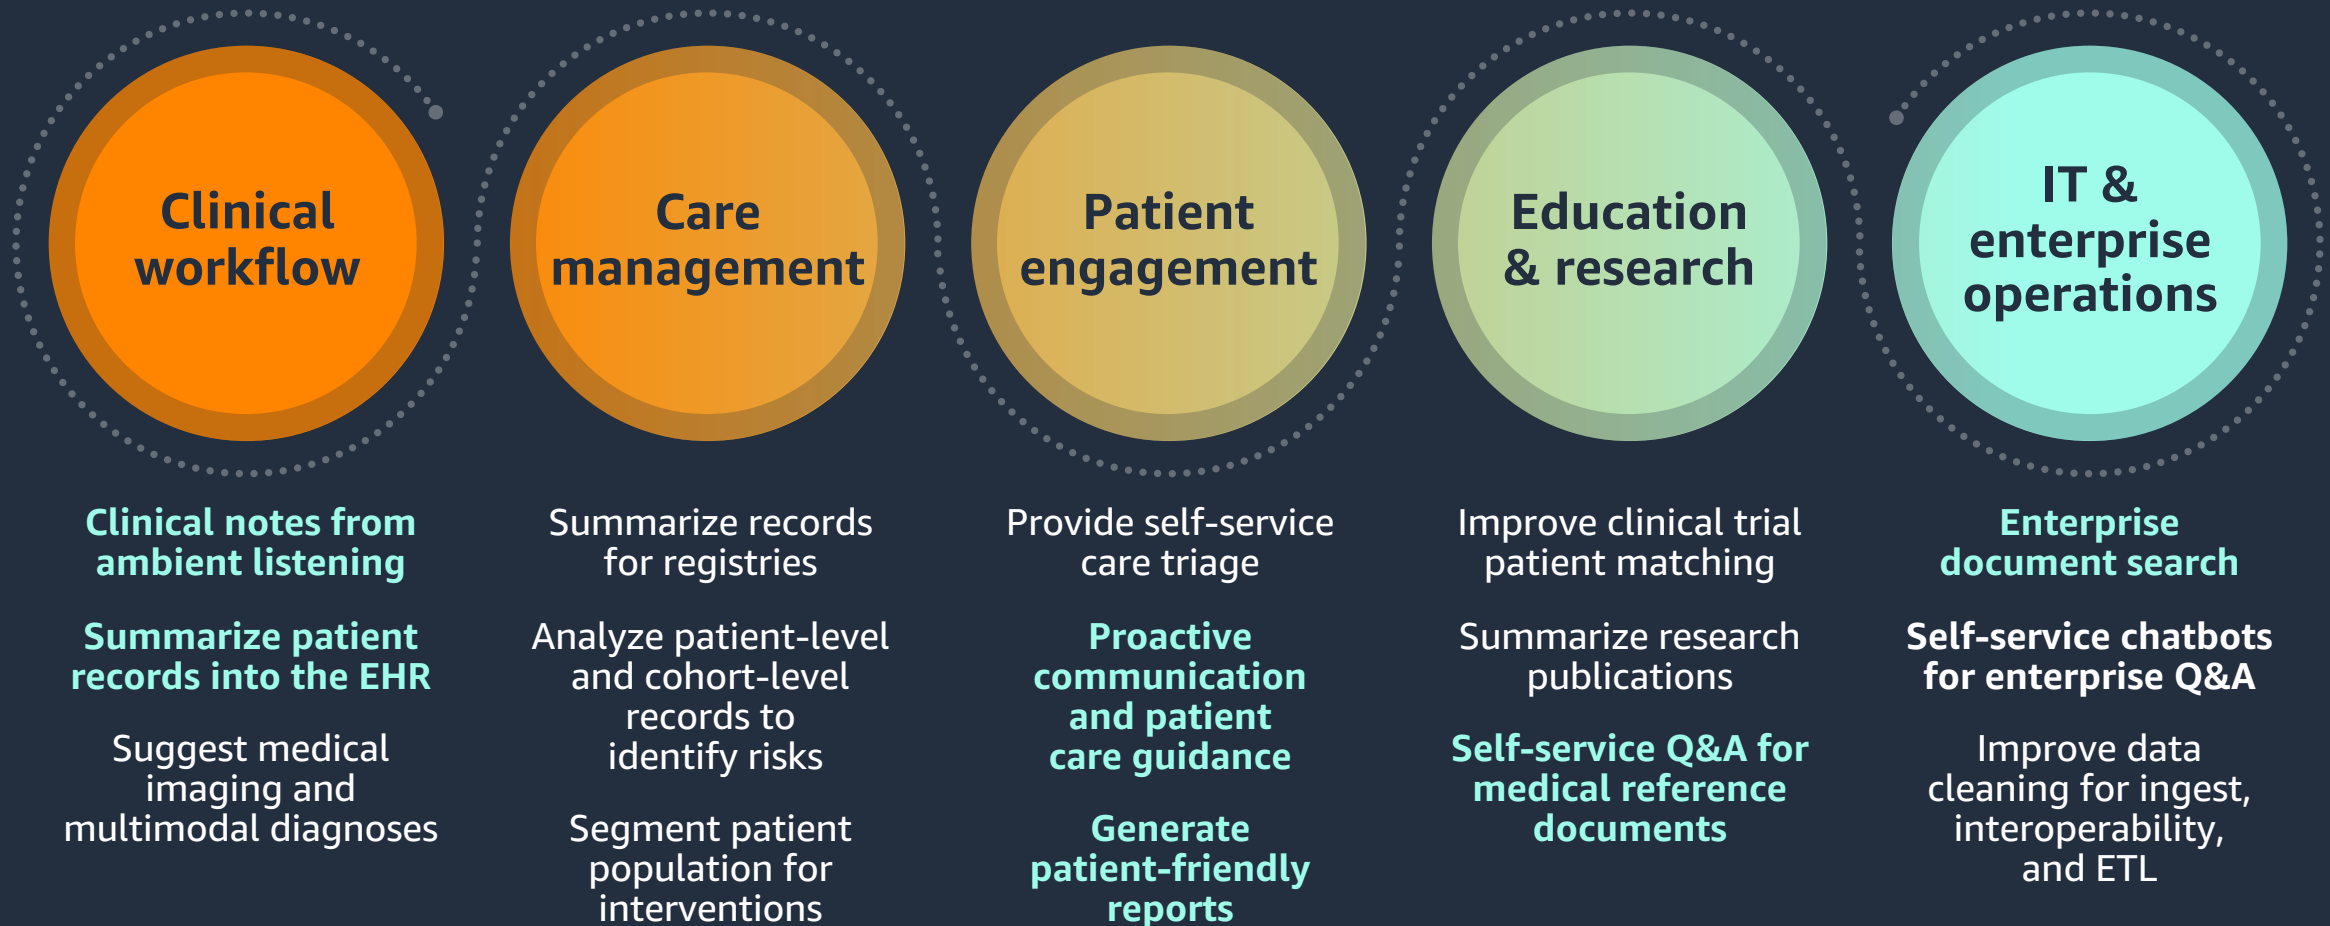 Clinical
workflow
Care
management
Patient
engagement
Education
& research
IT &
enterprise
operations
Clinical notes from
ambient listening
Summarize patient
records into the EHR
Suggest medical
imaging and
multimodal diagnoses
Summarize records
for registries
Analyze patient-level
and cohort-level
records to
identify risks
Segment patient
population for
interventions
Provide self-service
care triage
Proactive
communication
and patient
care guidance
Generate
patient-friendly
reports
Improve clinical trial
patient matching
Summarize research
publications
Self-service Q&A for
medical reference
documents
Enterprise
document search
Self-service chatbots
for enterprise Q&A
Improve data
cleaning for ingest,
interoperability,
and ETL